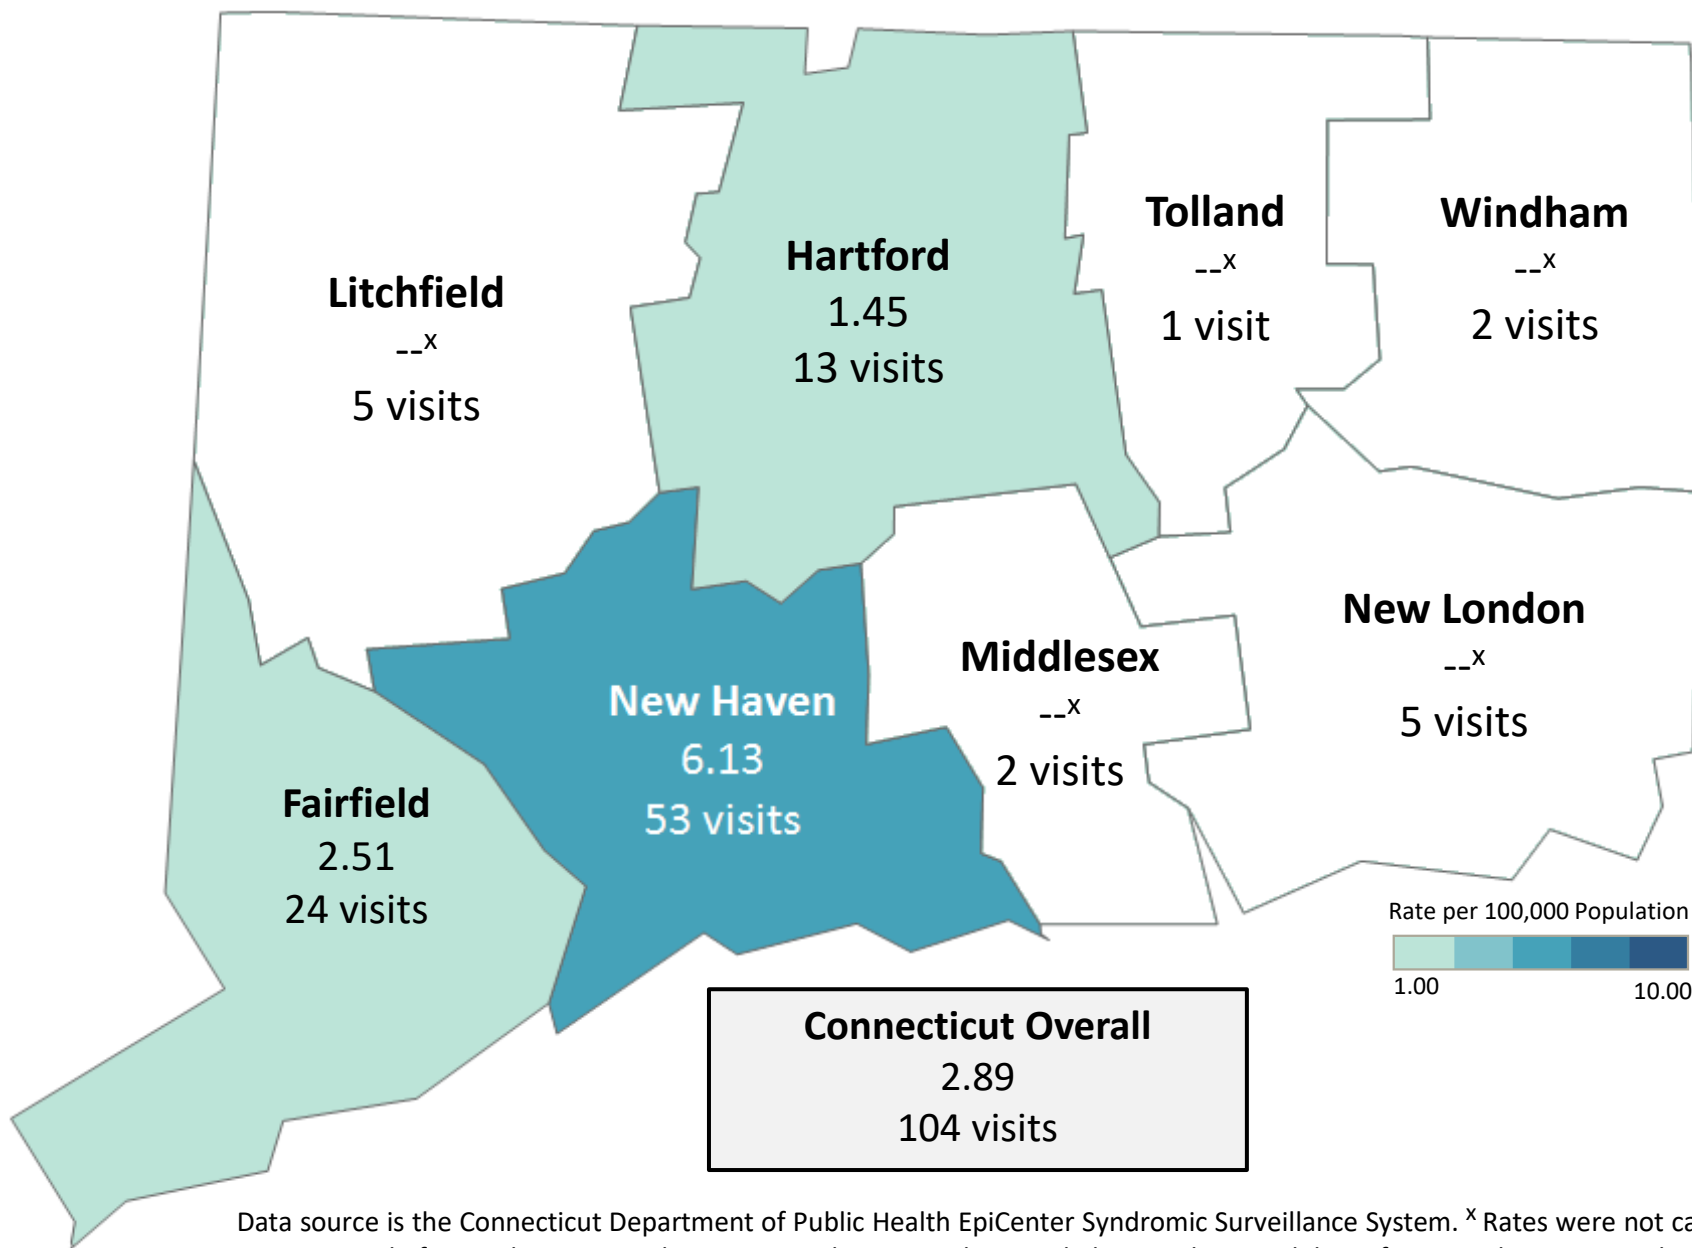 Litchfield
--x
5 visits
Hartford
1.45
13 visits
Tolland
--x
1 visit
Windham
--x
2 visits
New London
--x
5 visits
Middlesex
--x
2 visits
New Haven
6.13
53 visits
Fairfield
2.51
24 visits
Rate per 100,000 Population
1.00
10.00
Connecticut Overall
2.89
104 visits
Data source is the Connecticut Department of Public Health EpiCenter Syndromic Surveillance System. x Rates were not ca